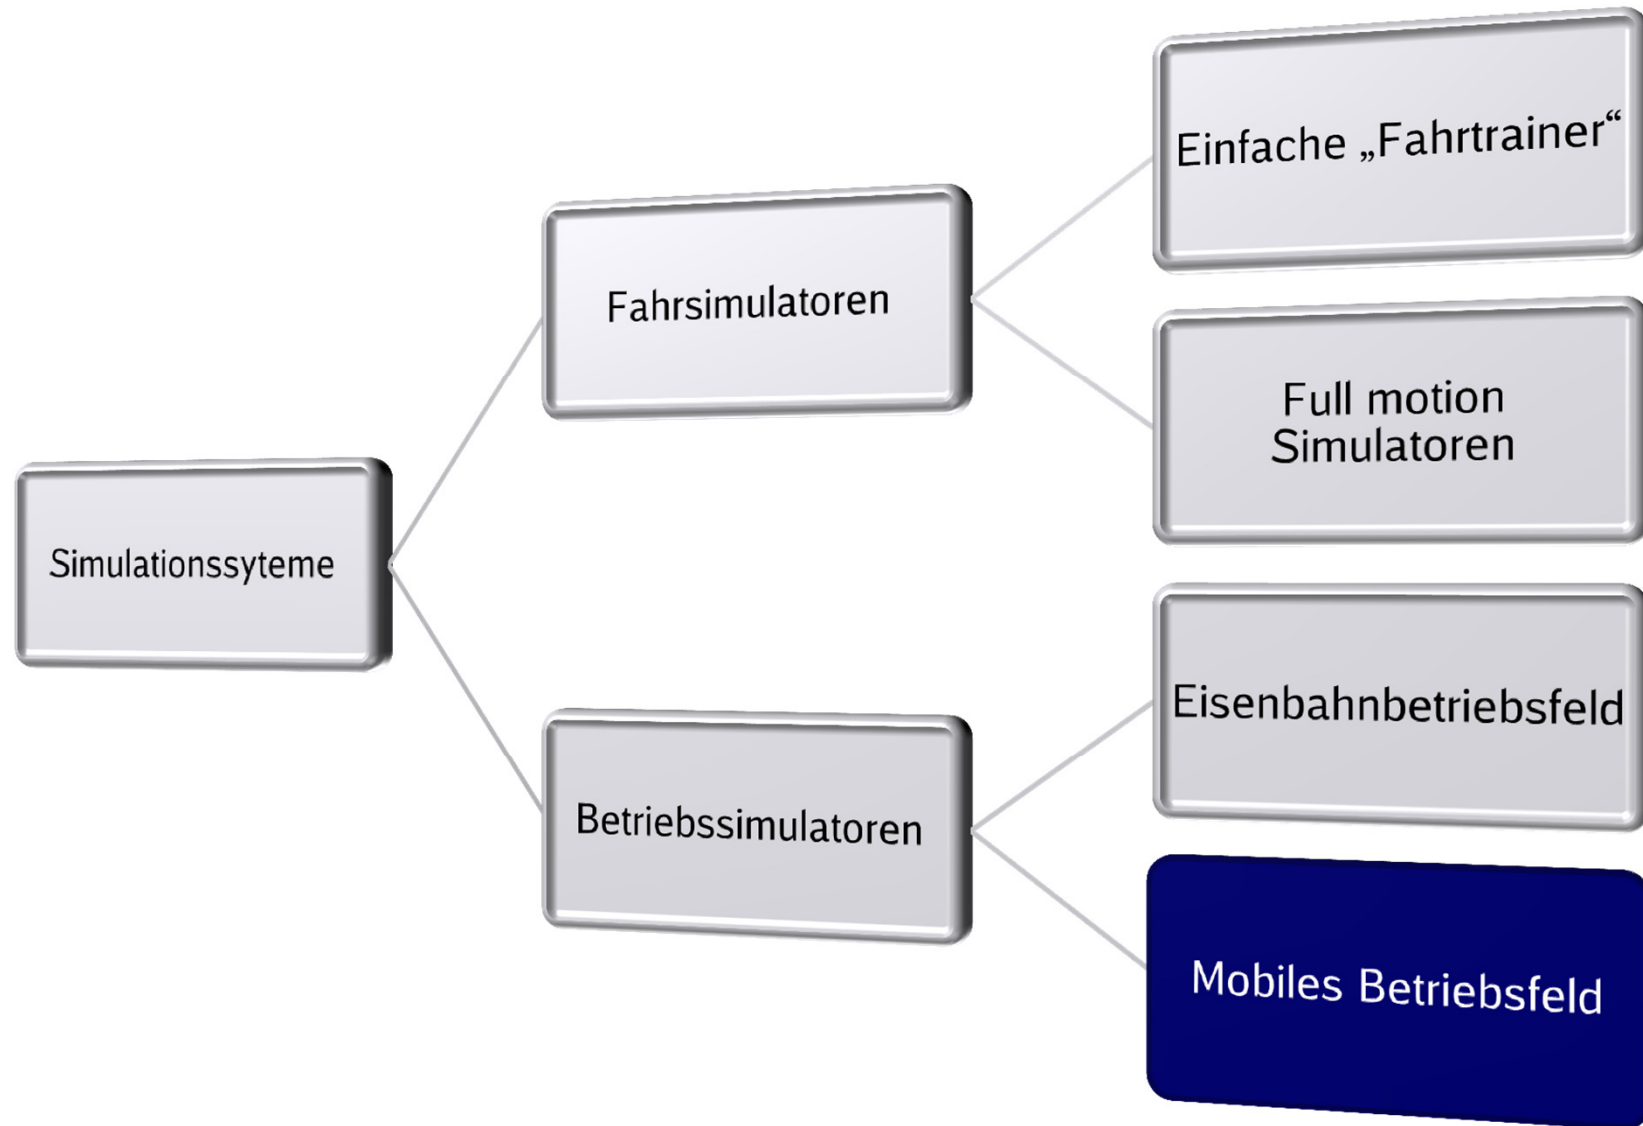 Simulationssyteme
Fahrsimulatoren
Einfache „Fahrtrainer“
Full motion
Simulatoren
Betriebssimulatoren
Eisenbahnbetriebsfeld
Mobiles Betriebsfeld